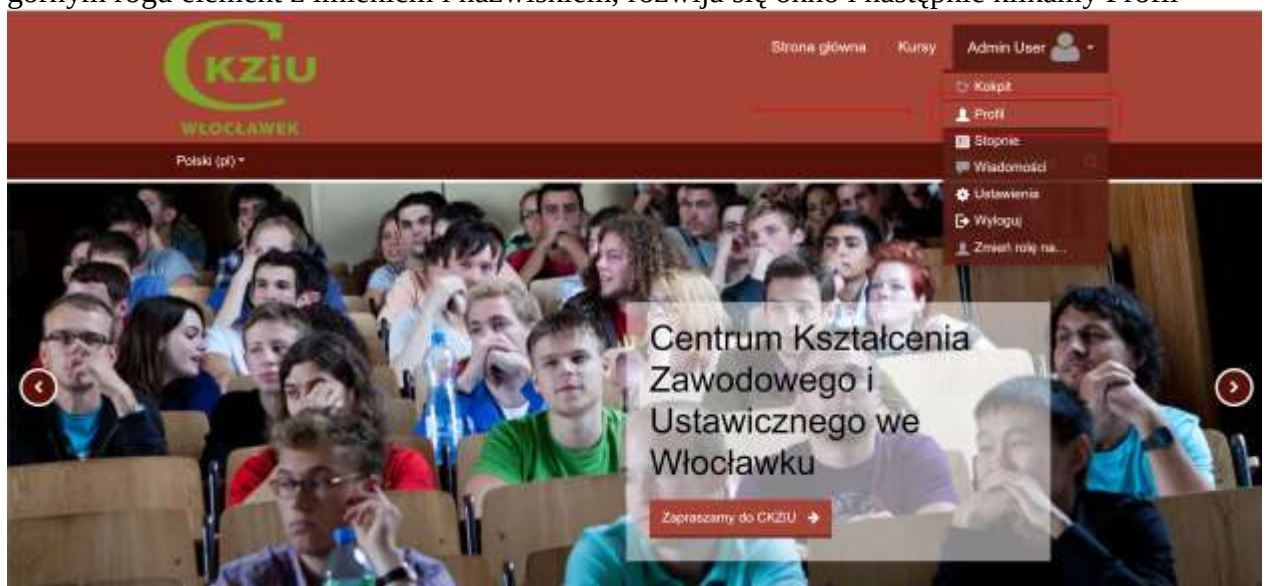 górnym rogu element z imieniem i nazwiskiem, rozwija się okno i następnie klikamy Profil
CKZiU
WŁOCŁAWEK
Strona główna Kursy Admin User
Kokpit
Profil
Stopnie
Wiadomości
Ustawienia
Wyloguj
Zmień rolę na...
Polski (pl)
Centrum Kształcenia
Zawodowego i
Ustawicznego we
Włocławku
Zapraszamy do CKZiU